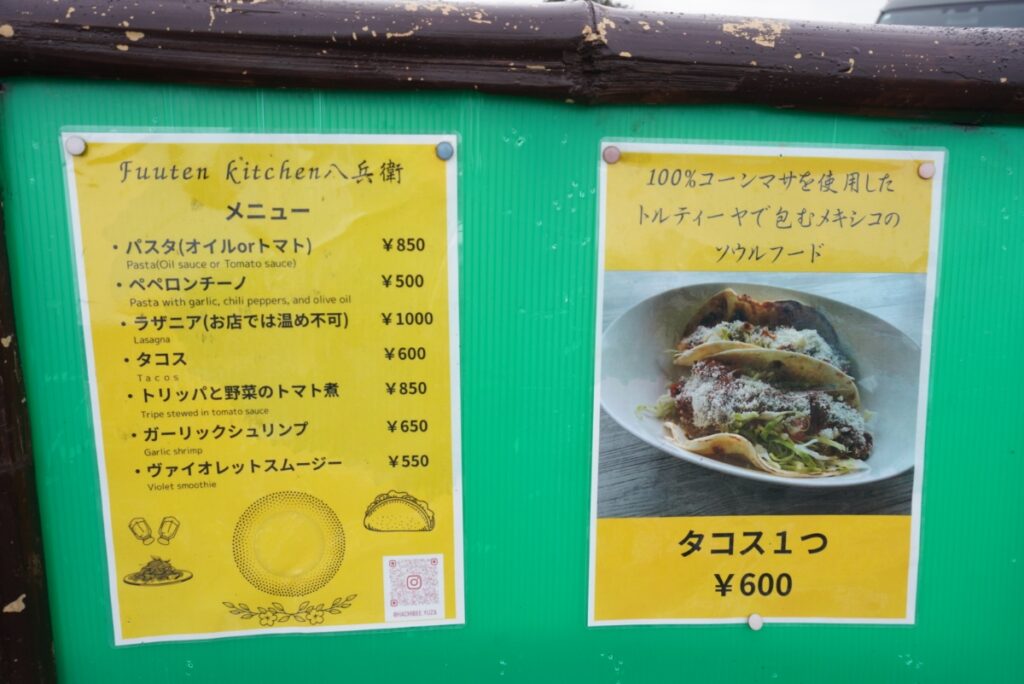 Fuuten kitchen八兵衛
メニュー
・パスタ(オイルorトマト) ￥850
Pasta(Oil sauce or Tomato sauce)
・ペペロンチーノ ￥500
Pasta with garlic, chili peppers, and olive oil
・ラザニア(お店では温め不可) ￥1000
Lasagna
・タコス ￥600
Tacos
・トリッパと野菜のトマト煮 ￥850
Tripe stewed in tomato sauce
・ガーリックシュリンプ ￥650
Garlic shrimp
・ヴァイオレットスムージー ￥550
Violet smoothie
100%コーンマサを使用した
トルティーヤで包むメキシコの
ソウルフード
タコス１つ
￥600